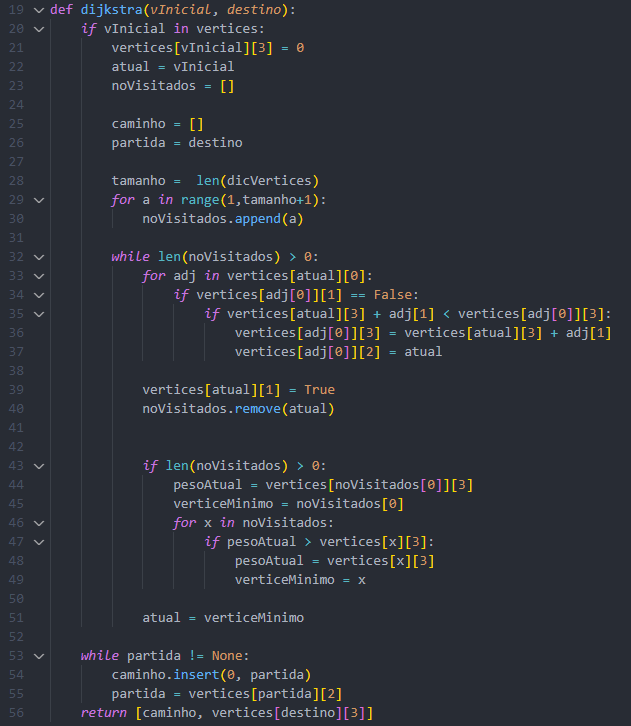 19 def dijkstra(vInicial, destino):
20     if vInicial in vertices:
21         vertices[vInicial][3] = 0
22         atual = vInicial
23         noVisitados = []
24
25         caminho = []
26         partida = destino
27
28         tamanho =  len(dicVertices)
29         for a in range(1,tamanho+1):
30             noVisitados.append(a)
31
32         while len(noVisitados) > 0:
33             for adj in vertices[atual][0]:
34                 if vertices[adj[0]][1] == False:
35                     if vertices[atual][3] + adj[1] < vertices[adj[0]][3]:
36                         vertices[adj[0]][3] = vertices[atual][3] + adj[1]
37                         vertices[adj[0]][2] = atual
38
39             vertices[atual][1] = True
40             noVisitados.remove(atual)
41
42
43             if len(noVisitados) > 0:
44                 pesoAtual = vertices[noVisitados[0]][3]
45                 verticeMinimo = noVisitados[0]
46                 for x in noVisitados:
47                     if pesoAtual > vertices[x][3]:
48                         pesoAtual = vertices[x][3]
49                         verticeMinimo = x
50
51             atual = verticeMinimo
52
53     while partida != None:
54         caminho.insert(0, partida)
55         partida = vertices[partida][2]
56     return [caminho, vertices[destino][3]]